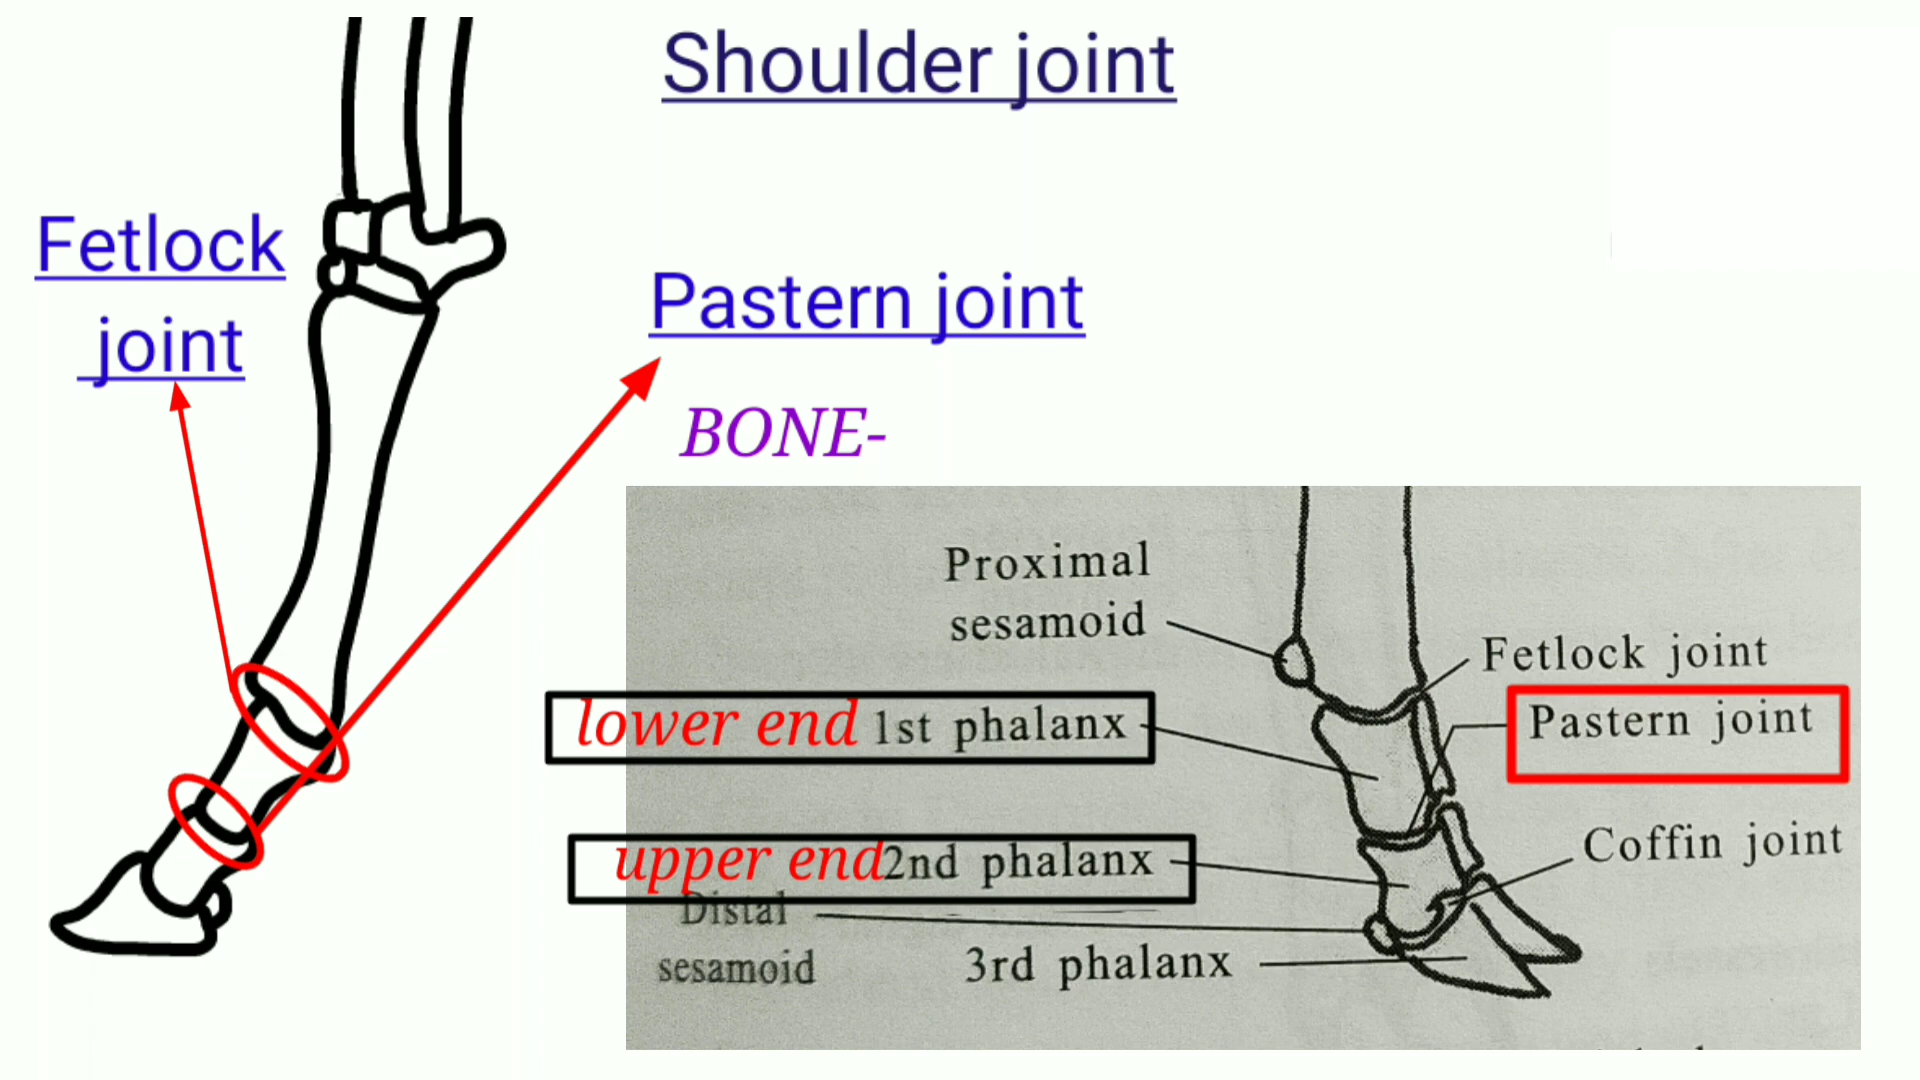 Shoulder joint
Fetlock
joint
Pastern joint
BONE-
Proximal
sesamoid
Fetlock joint
lower end 1st phalanx
Pastern joint
upper end 2nd phalanx
Coffin joint
Distal
sesamoid
3rd phalanx